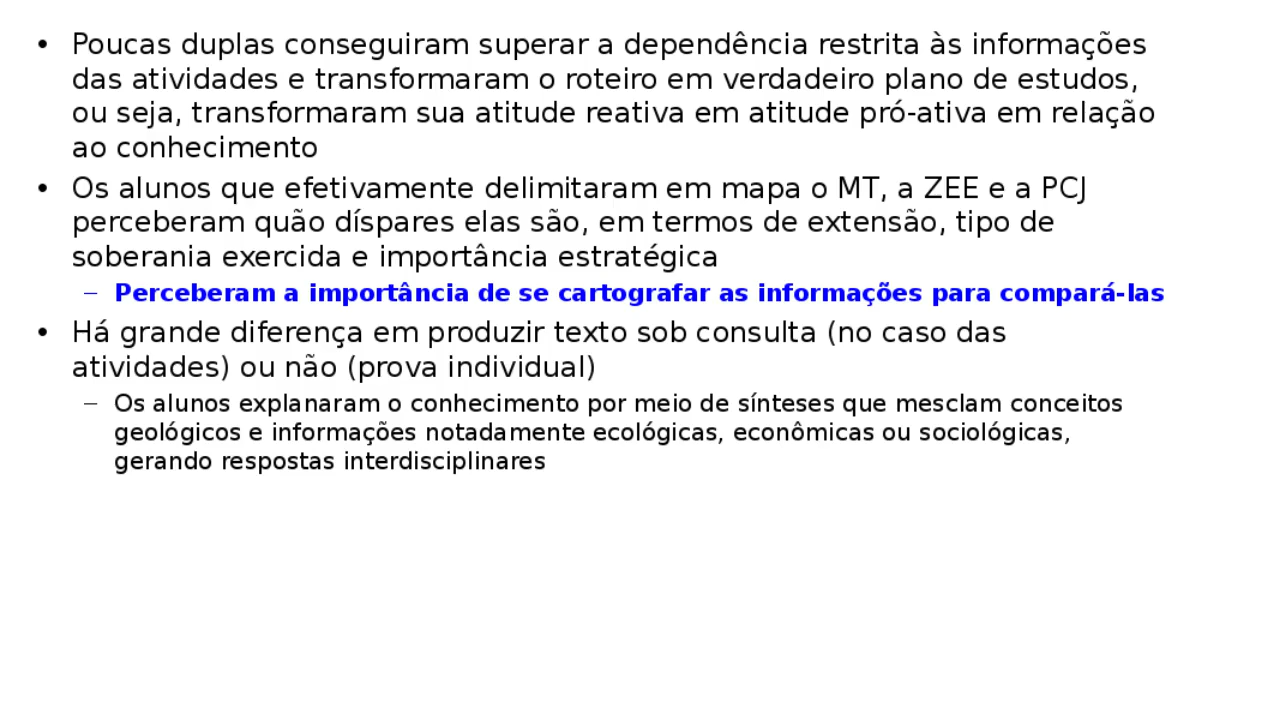 • Poucas duplas conseguiram superar a dependência restrita às informações
das atividades e transformaram o roteiro em verdadeiro plano de estudos,
ou seja, transformaram sua atitude reativa em atitude pró-ativa em relação
ao conhecimento
• Os alunos que efetivamente delimitaram em mapa o MT, a ZEE e a PCJ
perceberam quão díspares elas são, em termos de extensão, tipo de
soberania exercida e importância estratégica
– Perceberam a importância de se cartografar as informações para compará-las
• Há grande diferença em produzir texto sob consulta (no caso das
atividades) ou não (prova individual)
– Os alunos explanaram o conhecimento por meio de sínteses que mesclam conceitos
geológicos e informações notadamente ecológicas, econômicas ou sociológicas,
gerando respostas interdisciplinares